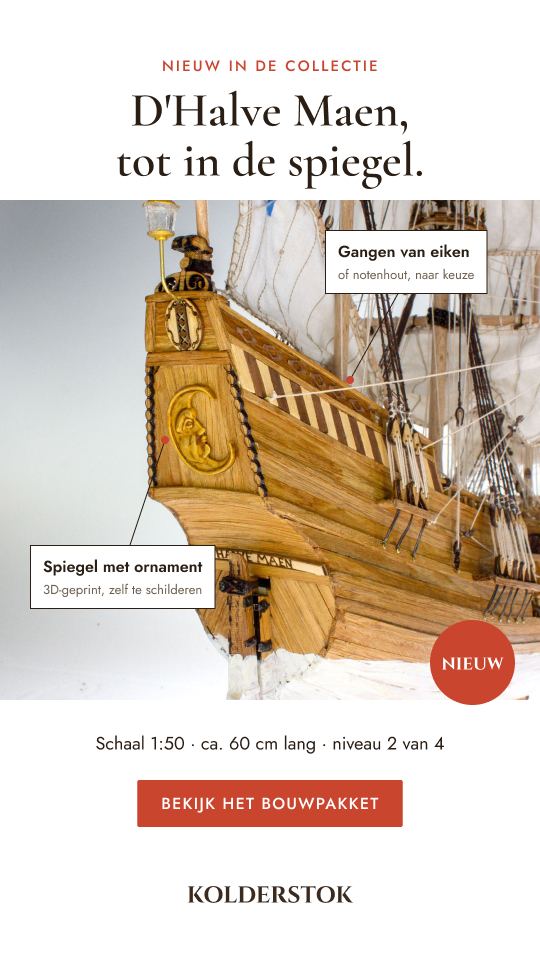 NIEUW IN DE COLLECTIE
D'Halve Maen,
tot in de spiegel.
Gangen van eiken
of notenhout, naar keuze
Spiegel met ornament
3D-geprint, zelf te schilderen
MAEN
NIEUW
Schaal 1:50 · ca. 60 cm lang · niveau 2 van 4
BEKIJK HET BOUWPAKKET
KOLDERSTOK